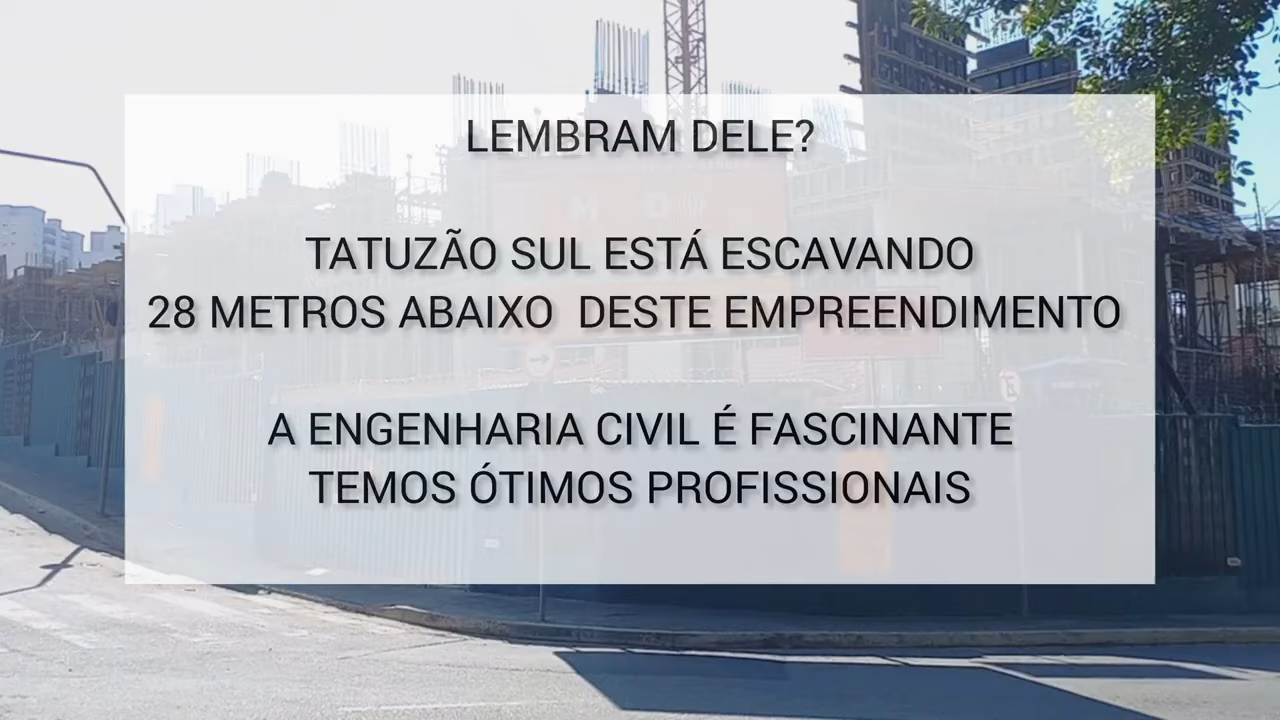 LEMBRAM DELE?
TATUZÃO SUL ESTÁ ESCAVANDO
28 METROS ABAIXO DESTE EMPREENDIMENTO
A ENGENHARIA CIVIL É FASCINANTE
TEMOS ÓTIMOS PROFISSIONAIS